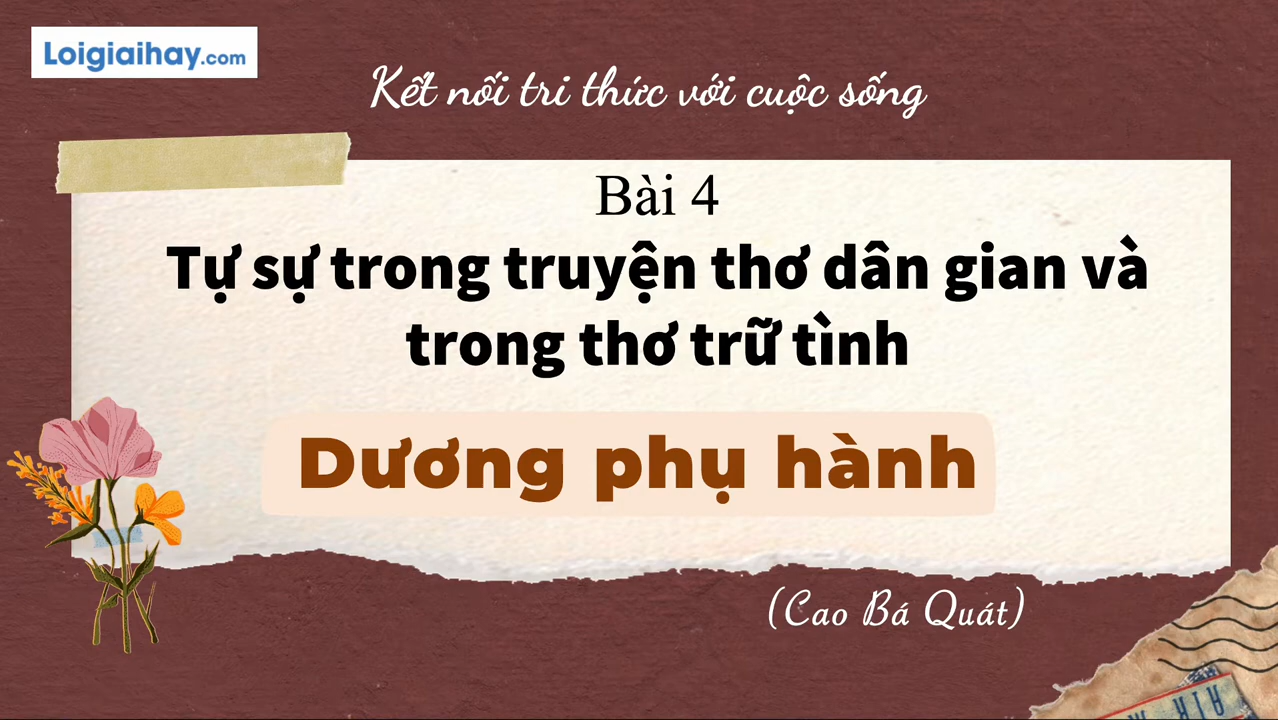 Loigiaihay.com
Kết nối tri thức với cuộc sống
Bài 4
Tự sự trong truyện thơ dân gian và
trong thơ trữ tình
Dương phụ hành
(Cao Bá Quát)